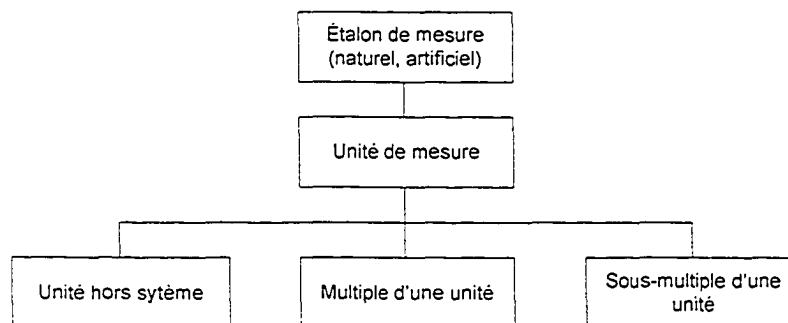 Étalon de mesure
(naturel, artificiel)
Unité de mesure
Unité hors sytème
Multiple d'une unité
Sous-multiple d'une
unité